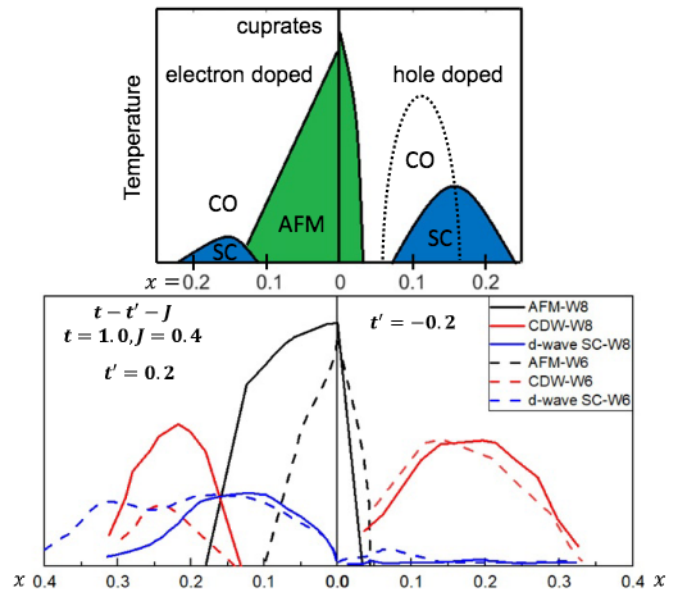 cuprates
electron doped
hole doped
Temperature
CO
CO
AFM
SC
SC
x = 0.2 0.1 0 0.1 0.2
t − t′ − J
t = 1.0, J = 0.4
t′ = 0.2
t′ = −0.2
AFM-W8
CDW-W8
d-wave SC-W8
AFM-W6
CDW-W6
d-wave SC-W6
x 0.4 0.3 0.2 0.1 0.0 0.1 0.2 0.3 0.4 x